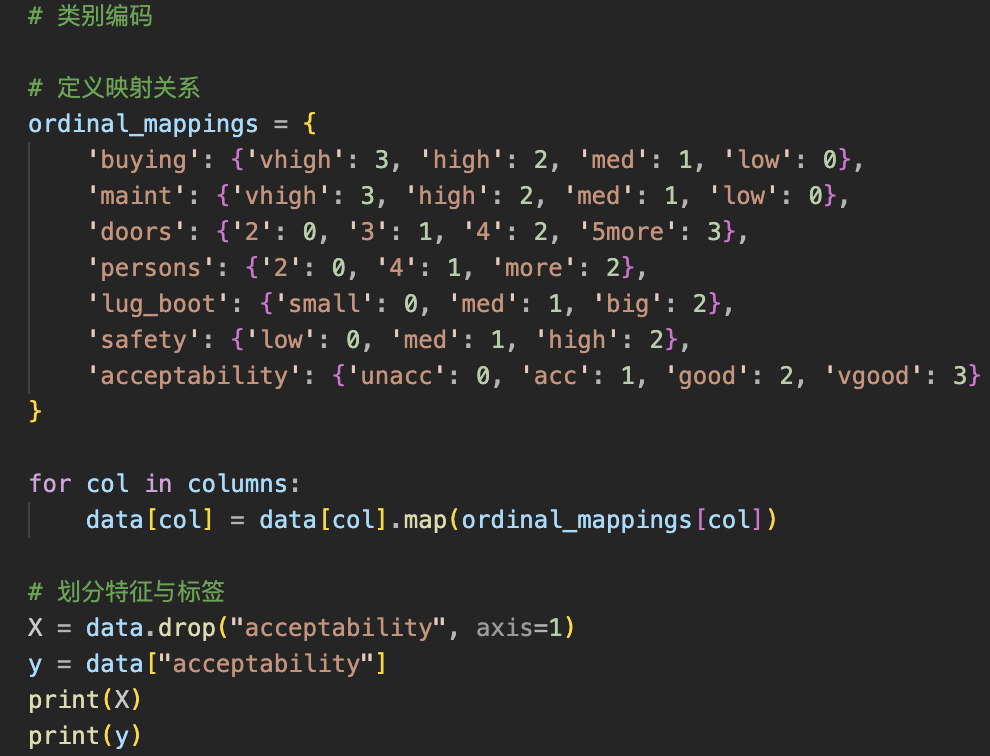 # 类别编码
# 定义映射关系
ordinal_mappings = {
    'buying': {'vhigh': 3, 'high': 2, 'med': 1, 'low': 0},
    'maint': {'vhigh': 3, 'high': 2, 'med': 1, 'low': 0},
    'doors': {'2': 0, '3': 1, '4': 2, '5more': 3},
    'persons': {'2': 0, '4': 1, 'more': 2},
    'lug_boot': {'small': 0, 'med': 1, 'big': 2},
    'safety': {'low': 0, 'med': 1, 'high': 2},
    'acceptability': {'unacc': 0, 'acc': 1, 'good': 2, 'vgood': 3}
}
for col in columns:
    data[col] = data[col].map(ordinal_mappings[col])
# 划分特征与标签
X = data.drop("acceptability", axis=1)
y = data["acceptability"]
print(X)
print(y)